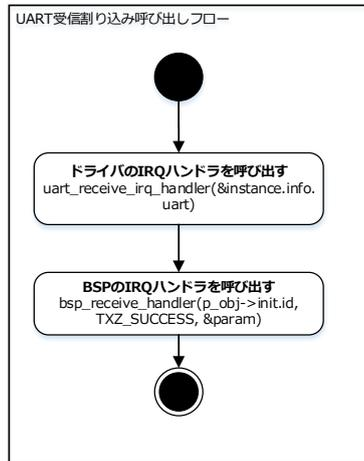 UART受信割り込み呼び出しフロー
ドライバのIRQハンドラを呼び出す
uart_receive_irq_handler(&instance.info.
uart)
BSPのIRQハンドラを呼び出す
bsp_receive_handler(p_obj->init.id,
TXZ_SUCCESS, &param)